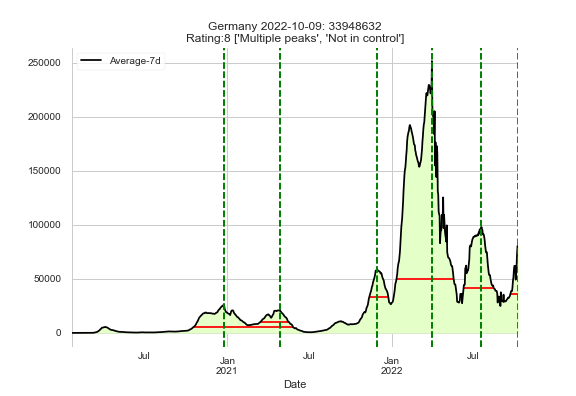 Germany 2022-10-09: 33948632
Rating:8 ['Multiple peaks', 'Not in control']
Average-7d
250000
200000
150000
100000
50000
0
Jul
Jan
2021
Jul
Jan
2022
Jul
Date